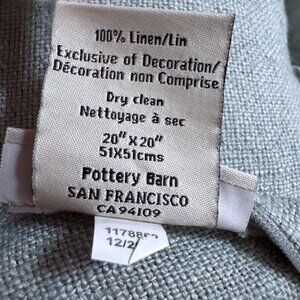 100% Linen/Lin
Exclusive of Decoration/
Décoration non Comprise
Dry clean
Nettoyage à sec
20" x 20"
51X51cms
Pottery Barn
SAN FRANCISCO
CA 94109